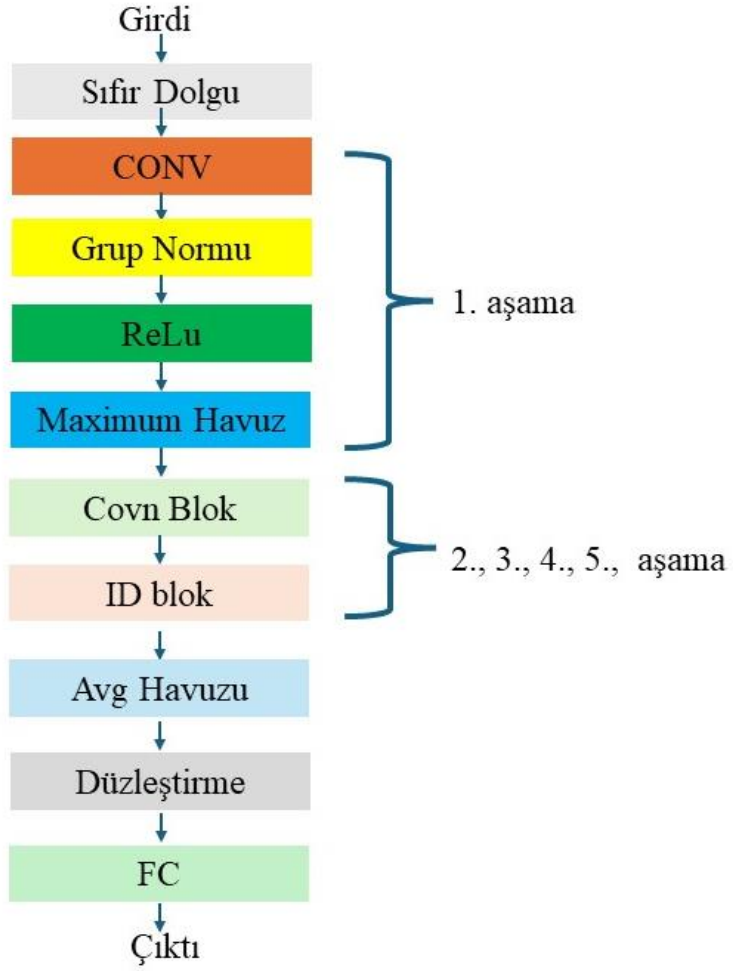 Girdi
Sıfır Dolgu
CONV
Grup Normu
ReLu
Maximum Havuz
1. aşama
Covn Blok
ID blok
2., 3., 4., 5., aşama
Avg Havuzu
Düzleştirme
FC
Çıktı